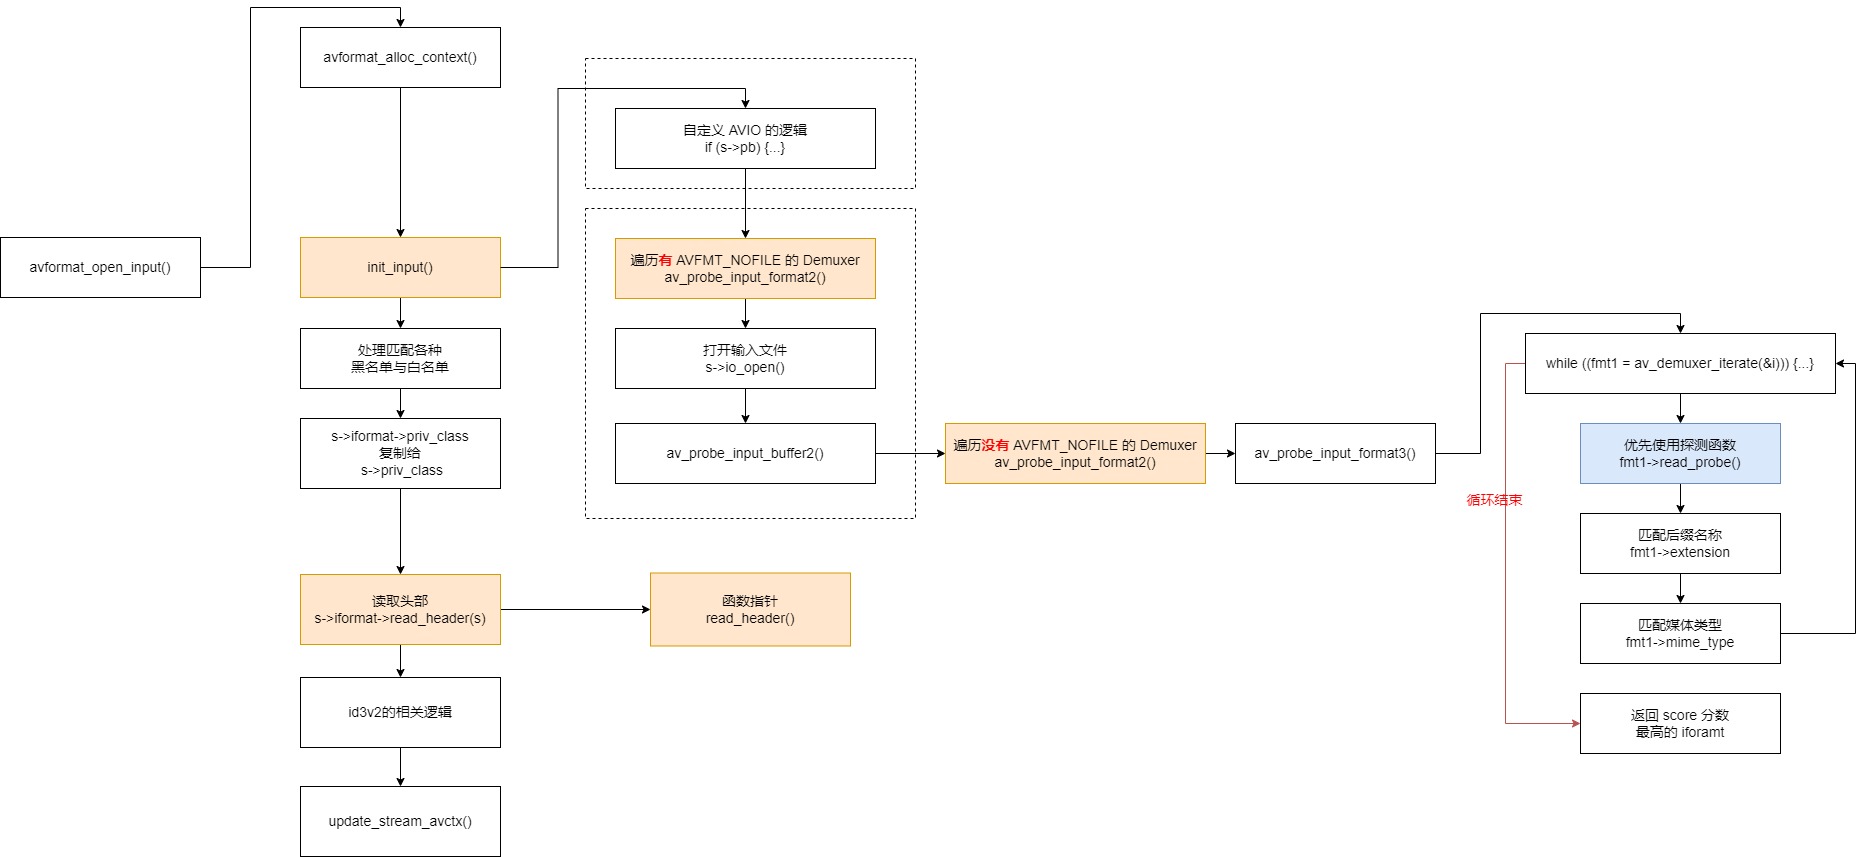 avformat_open_input()
avformat_alloc_context()
init_input()
处理匹配各种
黑名单与白名单
s->iformat->priv_class
复制给
s->priv_class
读取头部
s->iformat->read_header(s)
函数指针
read_header()
id3v2的相关逻辑
update_stream_avctx()
自定义 AVIO 的逻辑
if (s->pb) {...}
遍历有 AVFMT_NOFILE 的 Demuxer
av_probe_input_format2()
打开输入文件
s->io_open()
av_probe_input_buffer2()
遍历没有 AVFMT_NOFILE 的 Demuxer
av_probe_input_format2()
av_probe_input_format3()
while ((fmt1 = av_demuxer_iterate(&i))) {...}
优先使用探测函数
fmt1->read_probe()
循环结束
匹配后缀名称
fmt1->extension
匹配媒体类型
fmt1->mime_type
返回 score 分数
最高的 iforamt